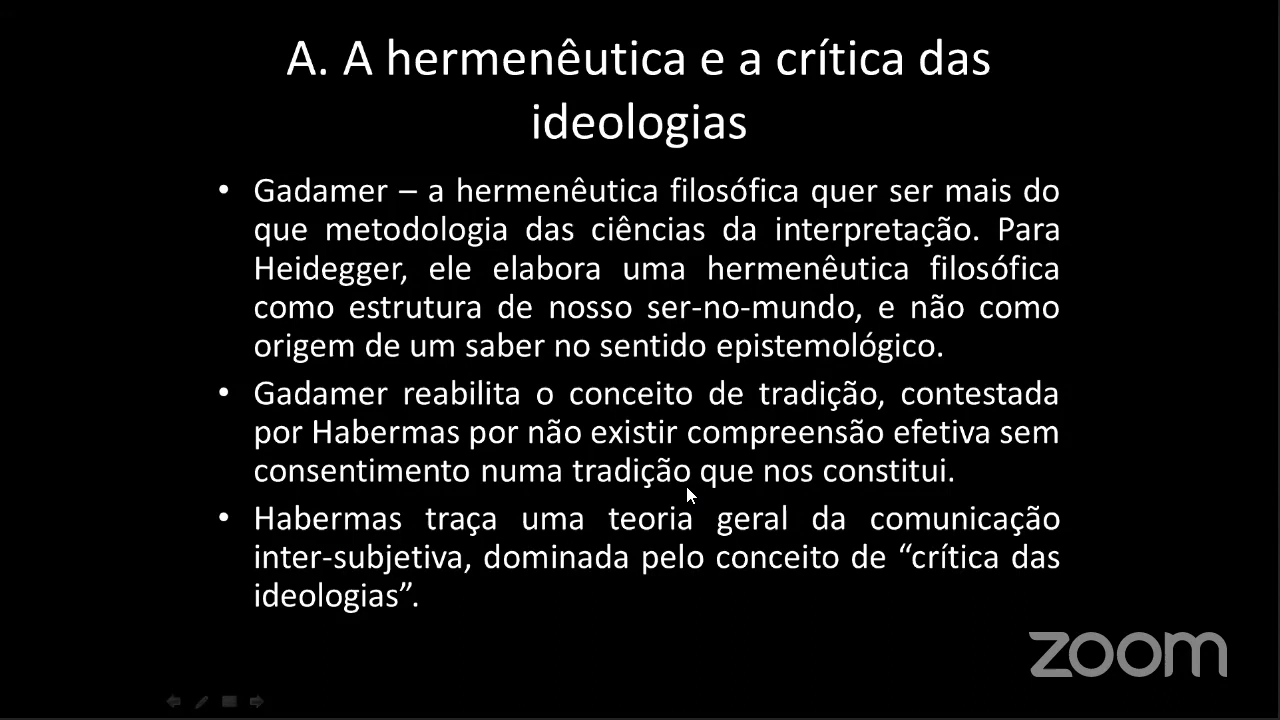 A. A hermenêutica e a crítica das
ideologias
• Gadamer – a hermenêutica filosófica quer ser mais do
que metodologia das ciências da interpretação. Para
Heidegger, ele elabora uma hermenêutica filosófica
como estrutura de nosso ser-no-mundo, e não como
origem de um saber no sentido epistemológico.
• Gadamer reabilita o conceito de tradição, contestada
por Habermas por não existir compreensão efetiva sem
consentimento numa tradição que nos constitui.
• Habermas traça uma teoria geral da comunicação
inter-subjetiva, dominada pelo conceito de “crítica das
ideologias”.
zoom